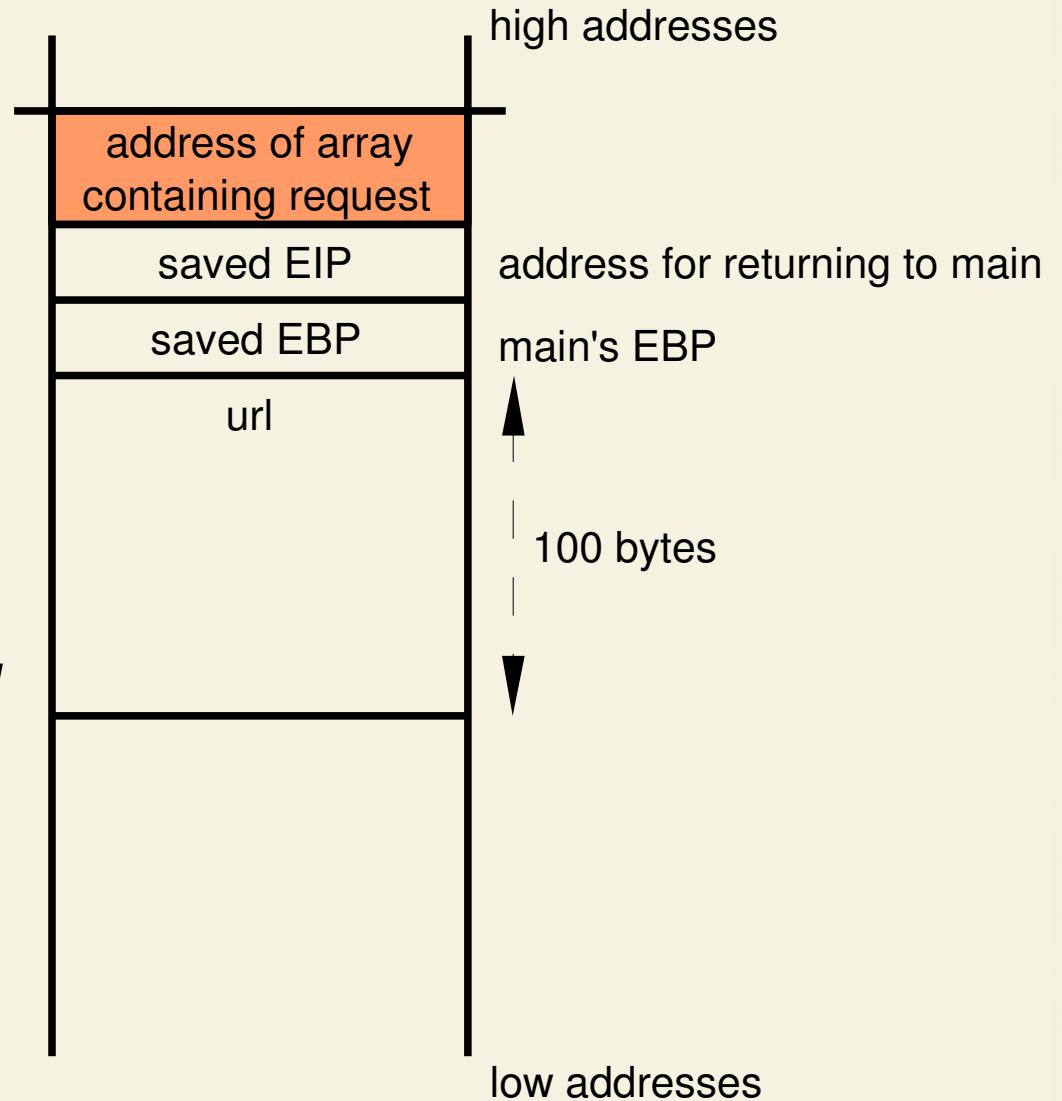 high addresses
address of array
containing request
saved EIP
address for returning to main
saved EBP
main's EBP
url
100 bytes
low addresses